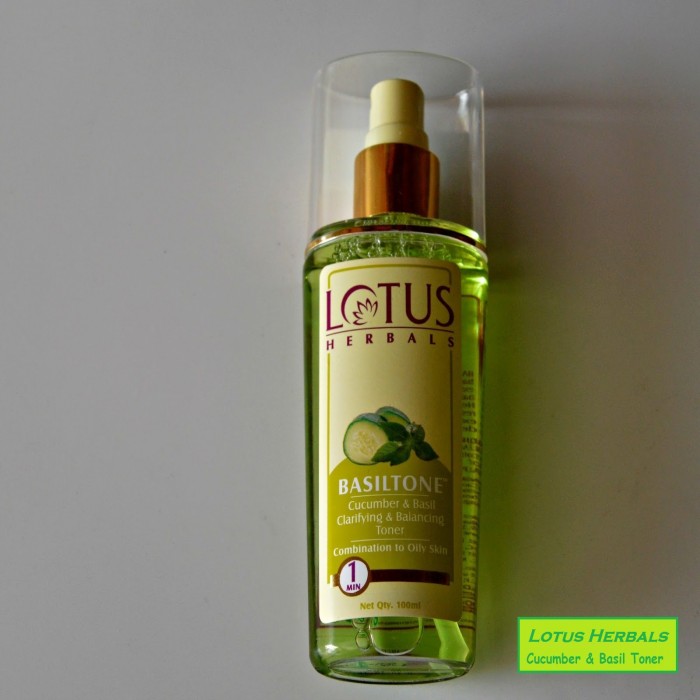 LOTUS
HERBALS
BASILTONE™
Cucumber & Basil
Clarifying & Balancing
Toner
Combination to Oily Skin
1
MIN
Net Qty. 100ml
LOTUS HERBALS
Cucumber & Basil Toner